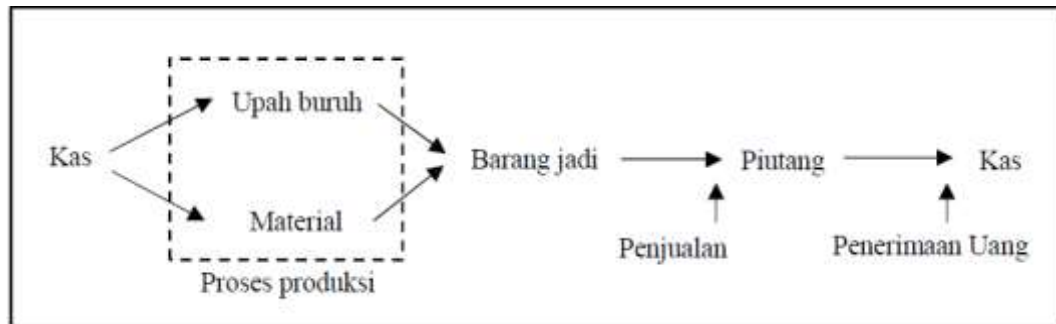 Upah buruh
Kas
Barang jadi
Piutang
Kas
Material
Penjualan
Penerimaan Uang
Proses produksi